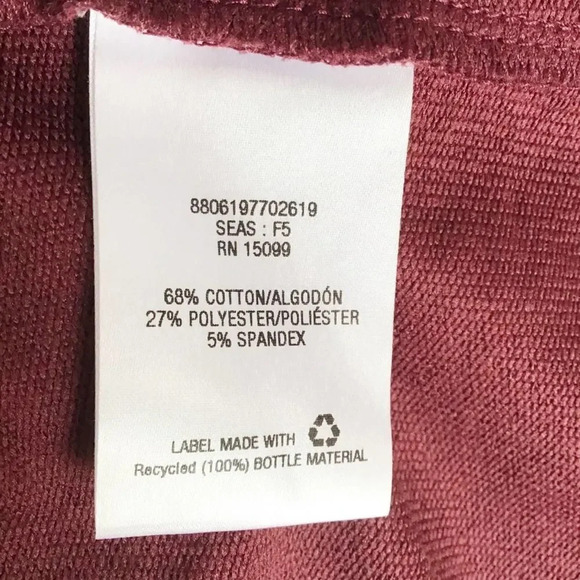 8806197702619
SEAS : F5
RN 15099
68% COTTON/ALGODÓN
27% POLYESTER/POLIÉSTER
5% SPANDEX
LABEL MADE WITH
Recycled (100%) BOTTLE MATERIAL